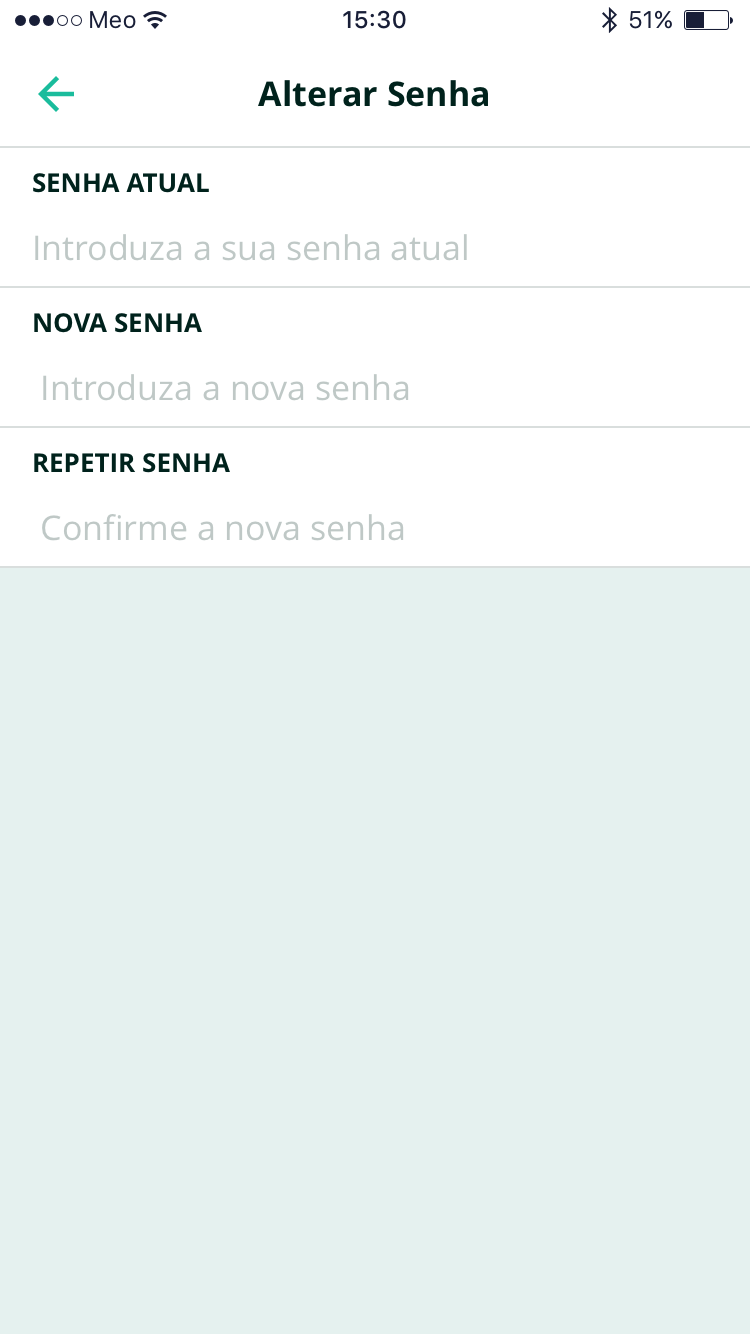 Meo 15:30 51%
Alterar Senha
SENHA ATUAL
Introduza a sua senha atual
NOVA SENHA
Introduza a nova senha
REPETIR SENHA
Confirme a nova senha